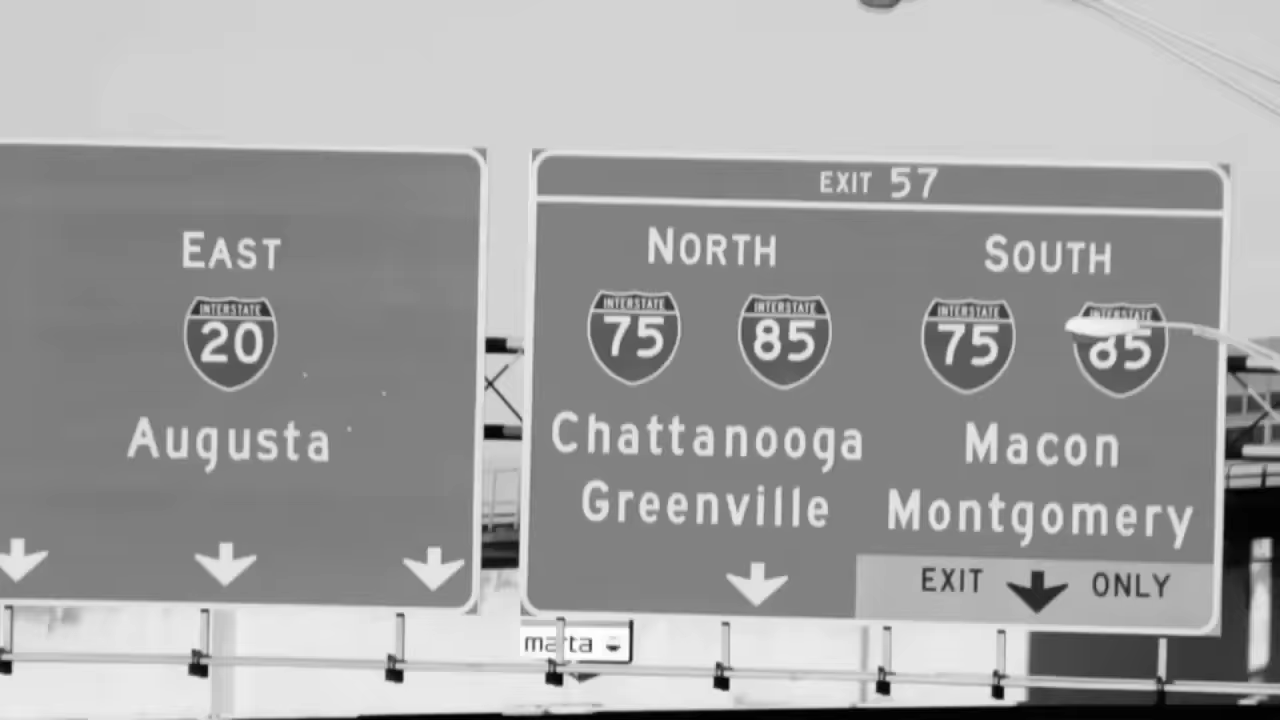 EAST
INTERSTATE
20
Augusta
EXIT 57
NORTH
INTERSTATE
75
INTERSTATE
85
Chattanooga
Greenville
SOUTH
INTERSTATE
75
INTERSTATE
85
Macon
Montgomery
EXIT ONLY
marta